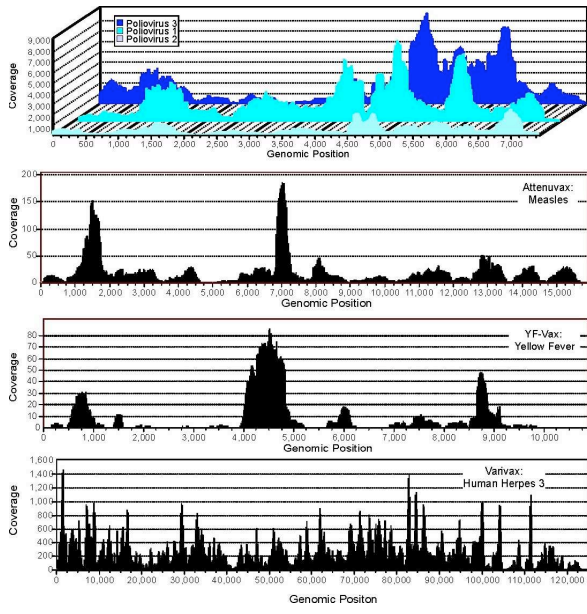 Poliovirus 3
Poliovirus 1
Poliovirus 2
9,000
8,000
7,000
6,000
5,000
4,000
3,000
2,000
1,000
Coverage
0 500 1,000 1,500 2,000 2,500 3,000 3,500 4,000 4,500 5,000 5,500 6,000 6,500 7,000
Genomic Position
200
150
100
50
0
Coverage
Attenuvax:
Measles
0 1,000 2,000 3,000 4,000 5,000 6,000 7,000 8,000 9,000 10,000 11,000 12,000 13,000 14,000 15,000
Genomic Position
80
70
60
50
40
30
20
10
0
Coverage
YF-Vax:
Yellow Fever
0 1,000 2,000 3,000 4,000 5,000 6,000 7,000 8,000 9,000 10,000
Genomic Position
1,600
1,400
1,200
1,000
800
600
400
200
0
Coverage
Varivax:
Human Herpes 3
0 10,000 20,000 30,000 40,000 50,000 60,000 70,000 80,000 90,000 100,000 110,000 120,000
Genomic Positon